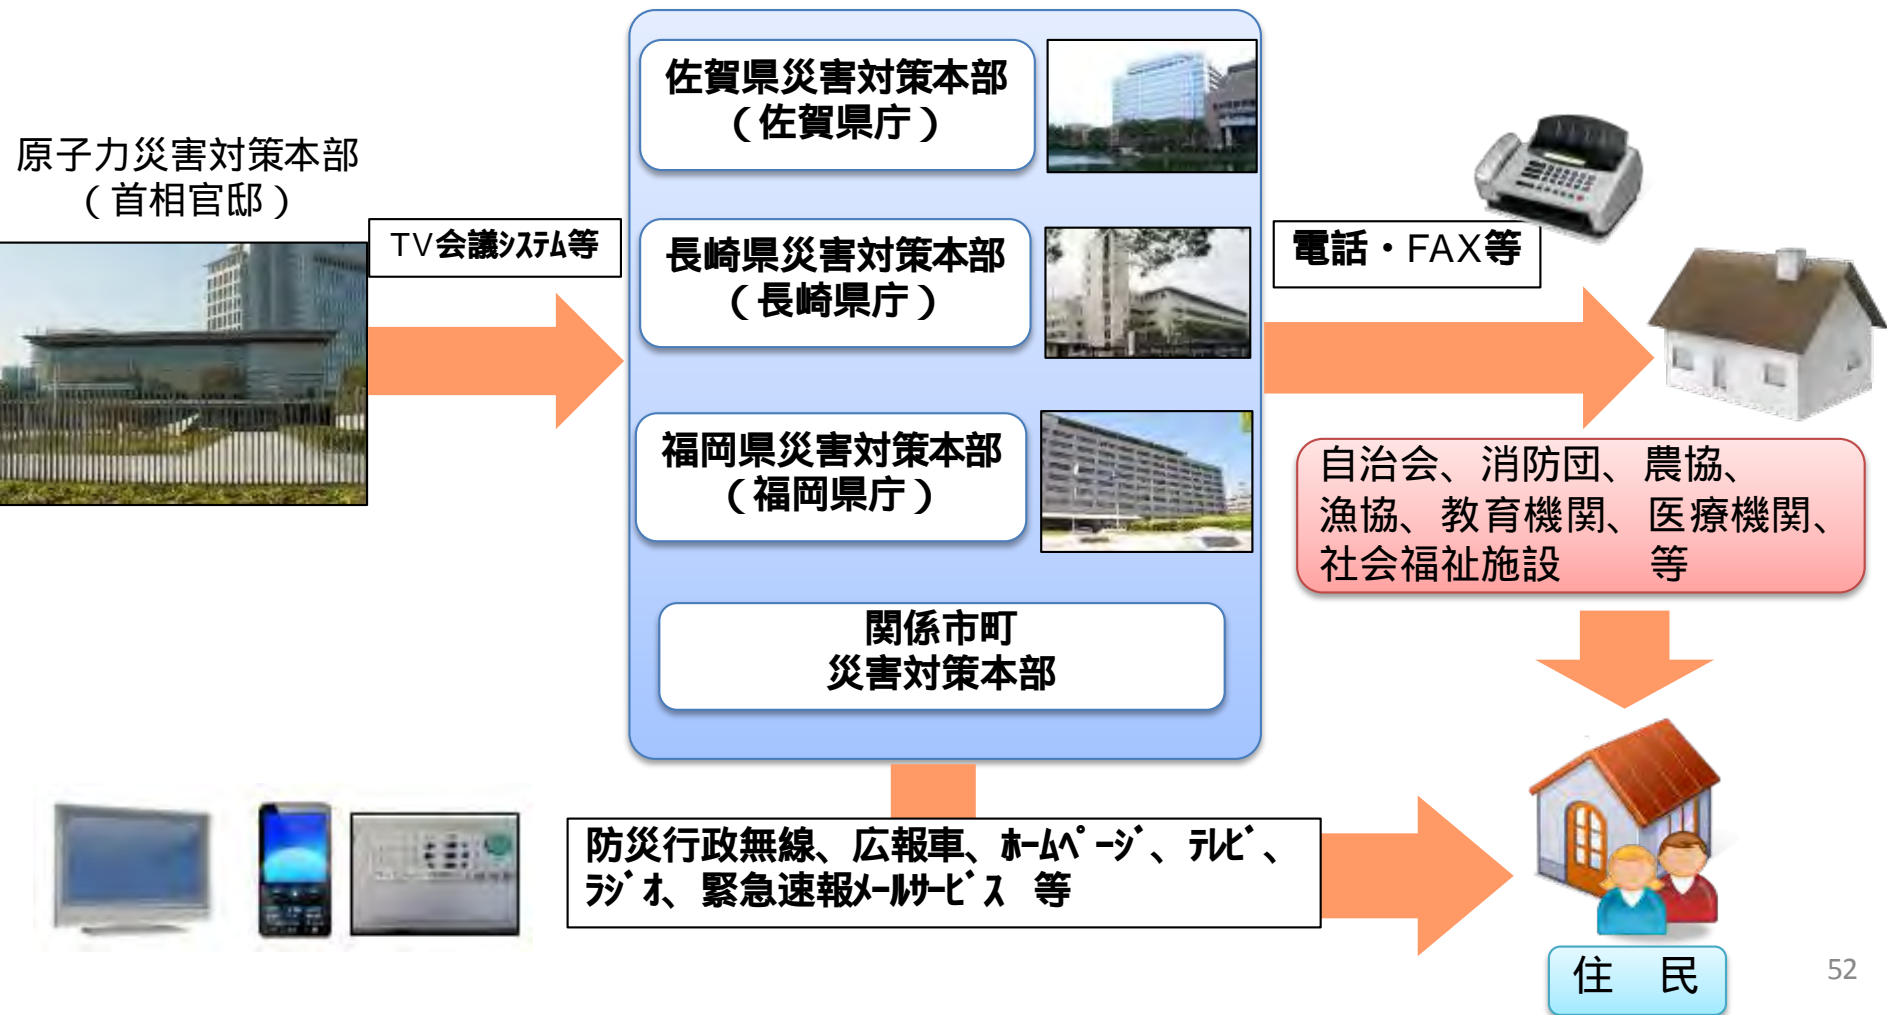 原子力災害対策本部
（首相官邸）
TV会議ｼｽﾃﾑ等
佐賀県災害対策本部
（佐賀県庁）
長崎県災害対策本部
（長崎県庁）
福岡県災害対策本部
（福岡県庁）
関係市町
災害対策本部
電話・FAX等
自治会、消防団、農協、
漁協、教育機関、医療機関、
社会福祉施設　　等
防災行政無線、広報車、ﾎｰﾑﾍﾟｰｼﾞ、ﾃﾚﾋﾞ、
ﾗｼﾞｵ、緊急速報ﾒｰﾙｻｰﾋﾞｽ　等
住　民
52